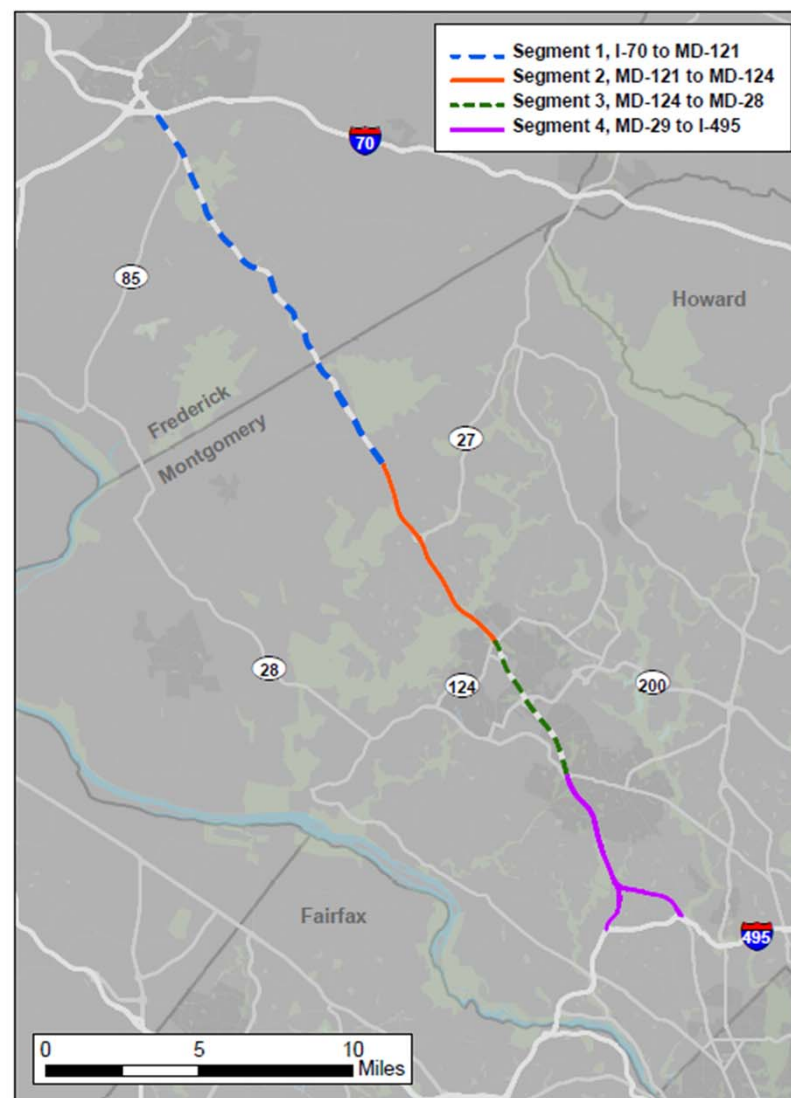 Segment 1, I-70 to MD-121
Segment 2, MD-121 to MD-124
Segment 3, MD-124 to MD-28
Segment 4, MD-29 to I-495
70
85
Howard
Frederick
Montgomery
27
28
124
200
Fairfax
495
0 5 10
Miles